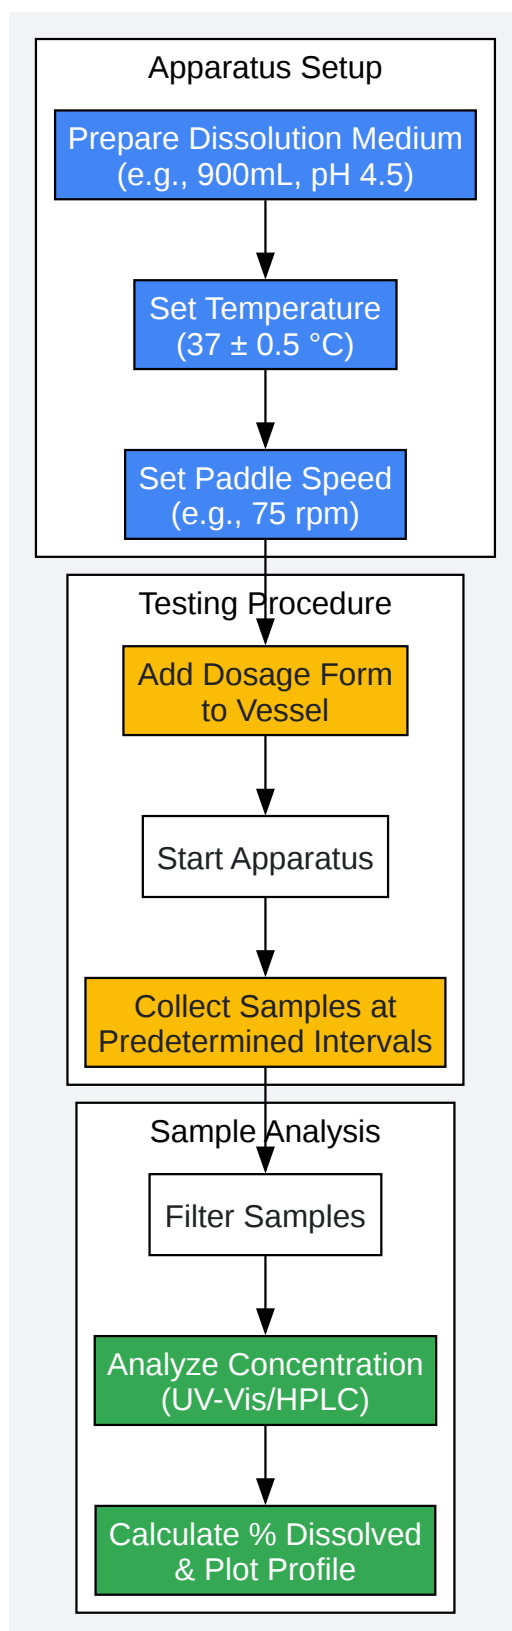 Apparatus Setup
Prepare Dissolution Medium
(e.g., 900mL, pH 4.5)
Set Temperature
(37 ± 0.5 °C)
Set Paddle Speed
(e.g., 75 rpm)
Testing Procedure
Add Dosage Form
to Vessel
Start Apparatus
Collect Samples at
Predetermined Intervals
Sample Analysis
Filter Samples
Analyze Concentration
(UV-Vis/HPLC)
Calculate % Dissolved
& Plot Profile